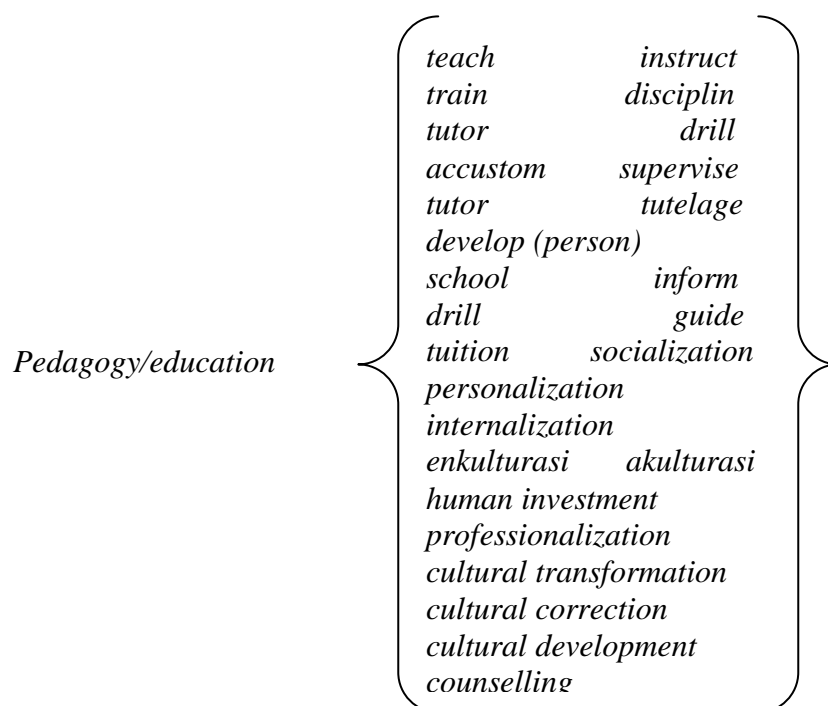 teach instruct
train disciplin
tutor drill
accustom supervise
tutor tutelage
develop (person)
school inform
drill guide
tuition socialization
Pedagogy/education
personalization
internalization
enkulturasi akulturasi
human investment
professionalization
cultural transformation
cultural correction
cultural development
counselling